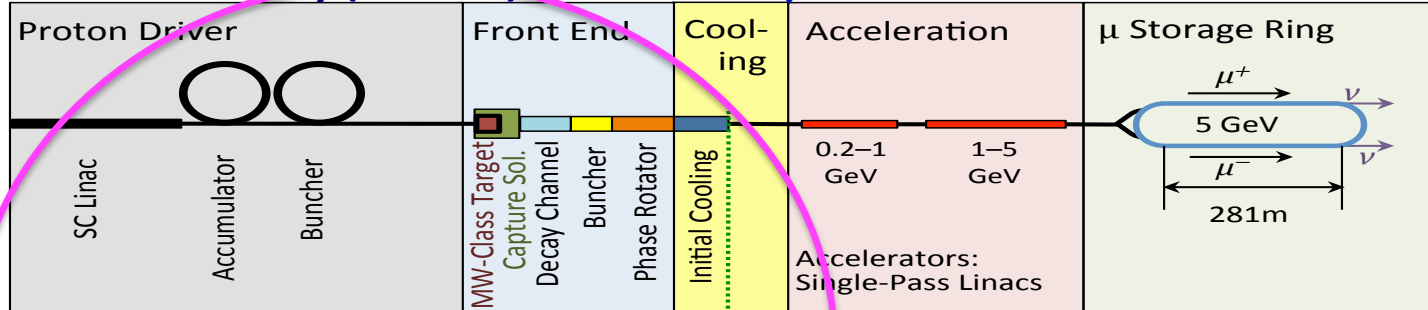 Proton Driver
Front End
Cool-
ing
Acceleration
μ Storage Ring
SC Linac
Accumulator
Buncher
MW-Class Target
Capture Sol.
Decay Channel
Buncher
Phase Rotator
Initial Cooling
0.2–1
GeV
1–5
GeV
Accelerators:
Single-Pass Linacs
μ+
5 GeV
μ−
ν
ν
281m